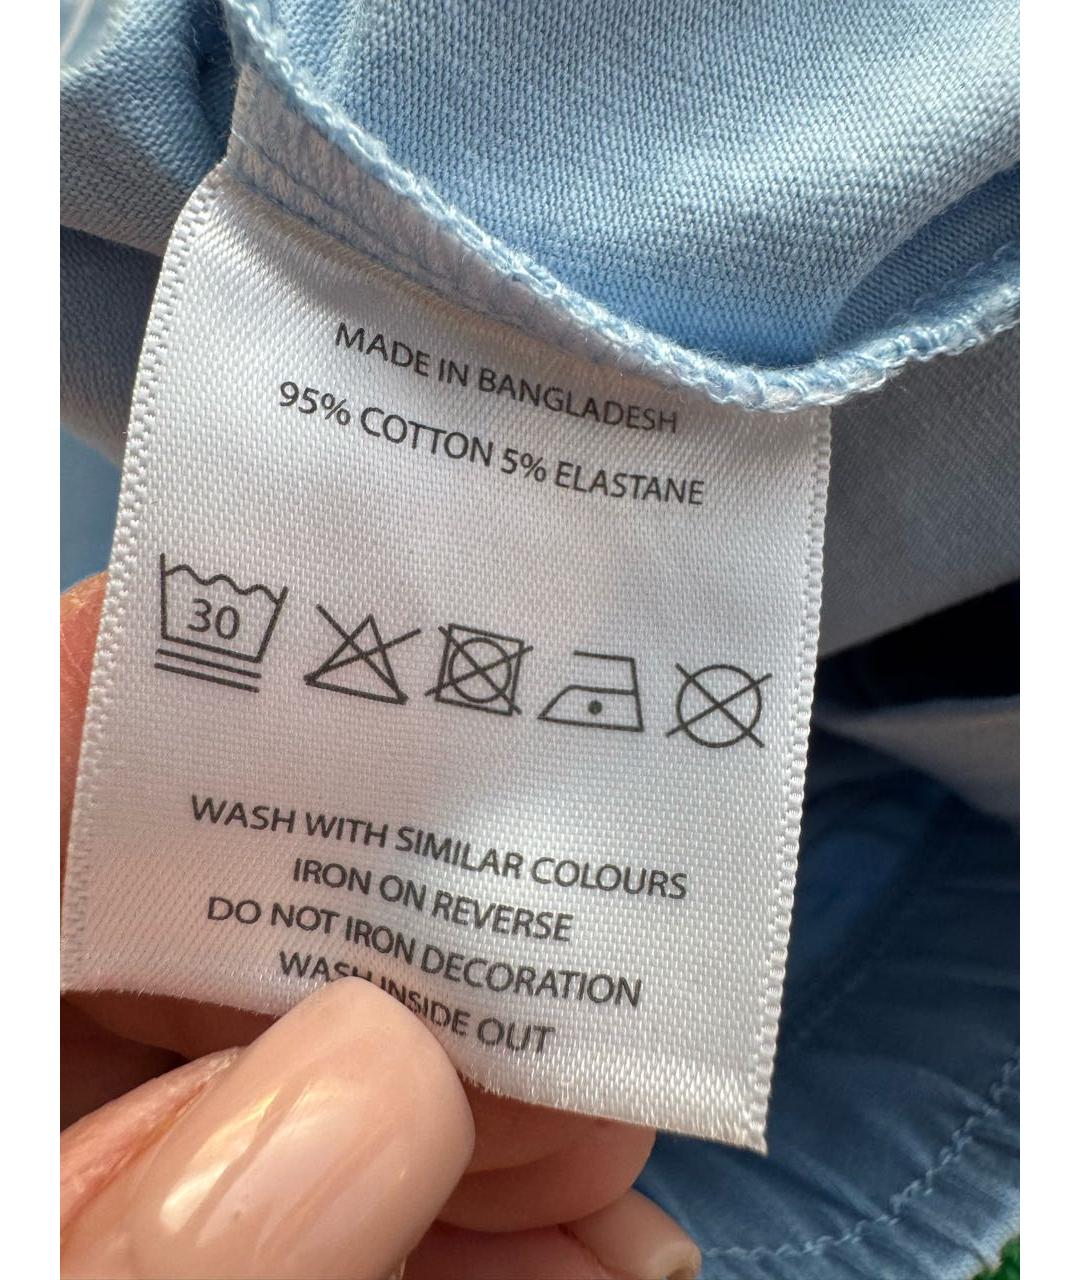 MADE IN BANGLADESH
95% COTTON 5% ELASTANE
30
WASH WITH SIMILAR COLOURS
IRON ON REVERSE
DO NOT IRON DECORATION
WASH INSIDE OUT